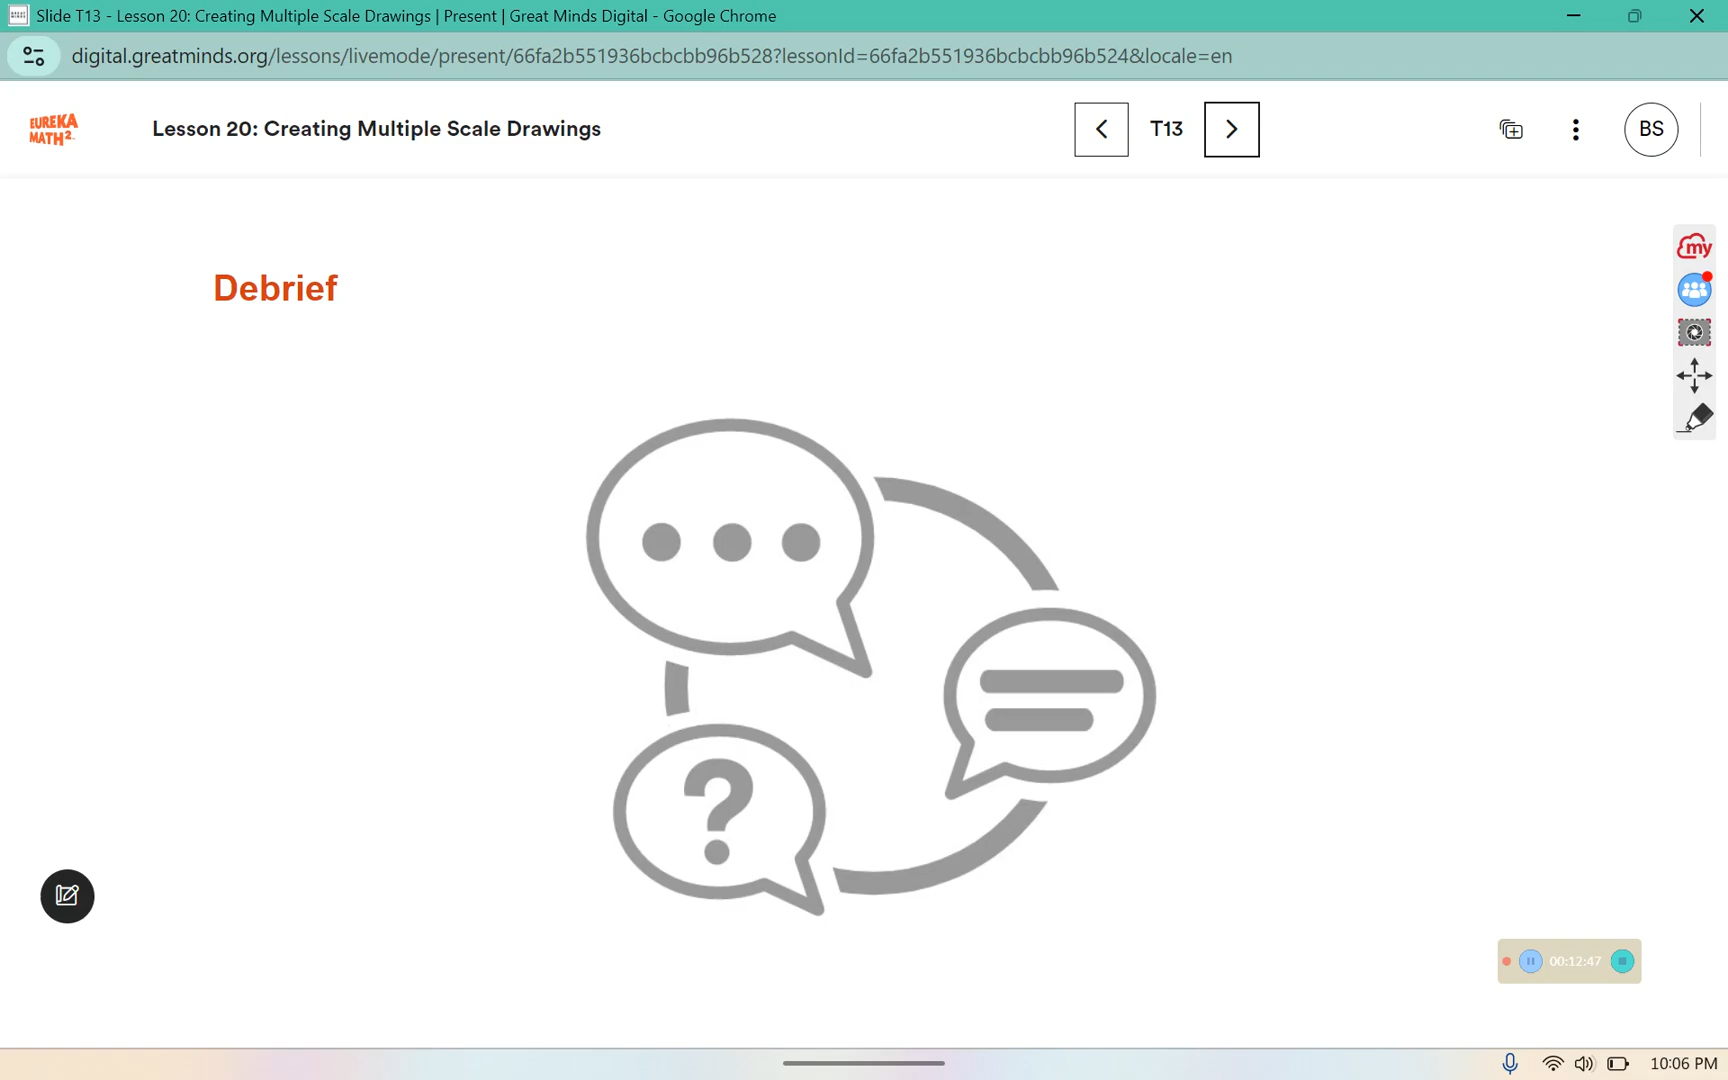 Slide T13 - Lesson 20: Creating Multiple Scale Drawings | Present | Great Minds Digital - Google Chrome
digital.greatminds.org/lessons/livemode/present/66fa2b551936bcbcbb96b528?lessonId=66fa2b551936bcbcbb96b524&locale=en
EUREKA
MATH²
Lesson 20: Creating Multiple Scale Drawings
T13
BS
my
Debrief
?
00:12:47
10:06 PM